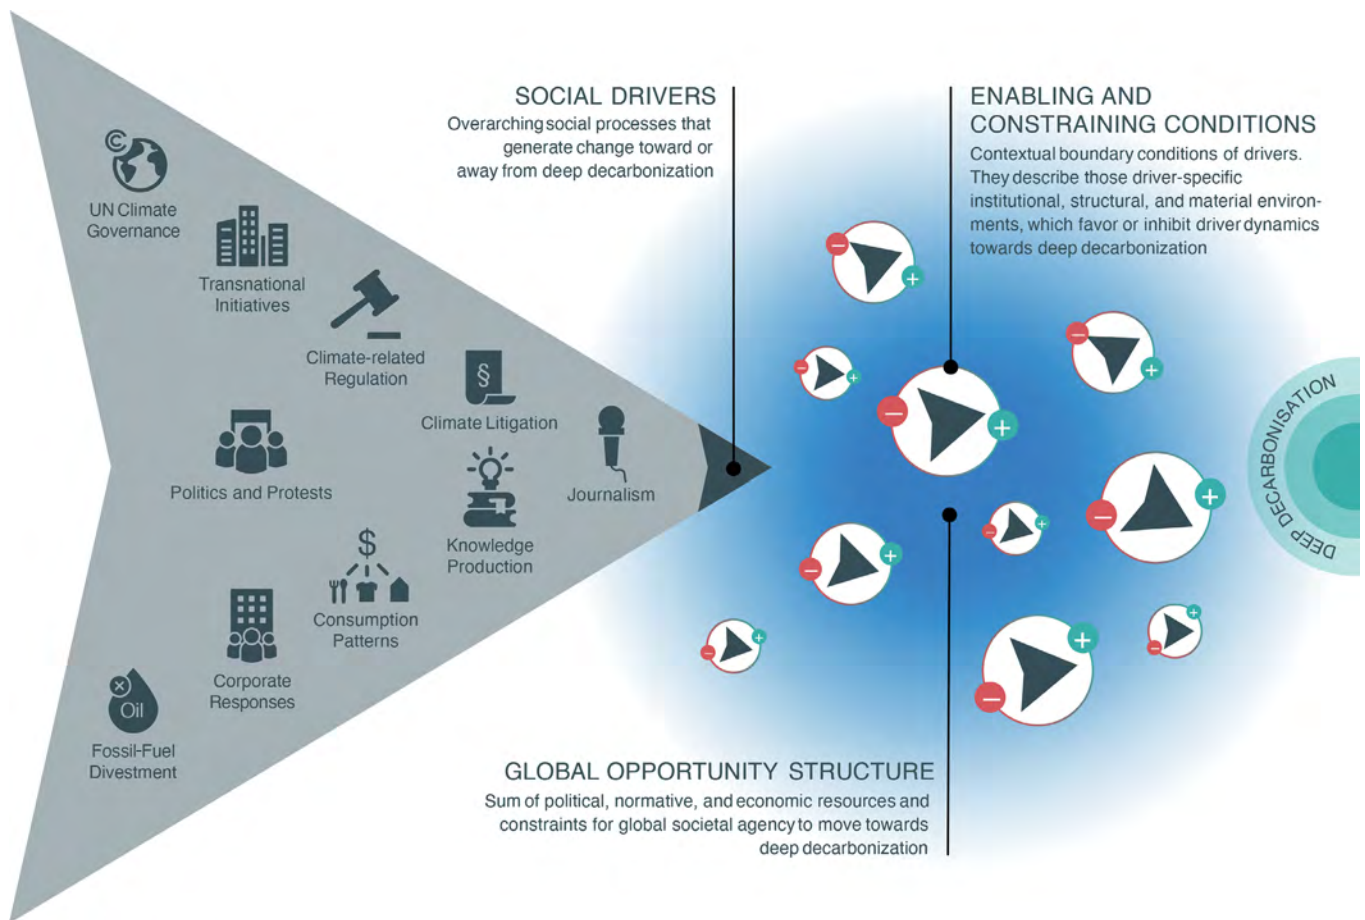 SOCIAL DRIVERS
Overarching social processes that
generate change toward or
away from deep decarbonization
ENABLING AND
CONSTRAINING CONDITIONS
Contextual boundary conditions of drivers.
They describe those driver-specific
institutional, structural, and material environ-
ments, which favor or inhibit driver dynamics
towards deep decarbonization
UN Climate
Governance
Transnational
Initiatives
Climate-related
Regulation
§
Climate Litigation
Journalism
Politics and Protests
Knowledge
Production
$
Consumption
Patterns
Corporate
Responses
Oil
Fossil-Fuel
Divestment
DEEP DECARBONISATION
GLOBAL OPPORTUNITY STRUCTURE
Sum of political, normative, and economic resources and
constraints for global societal agency to move towards
deep decarbonization